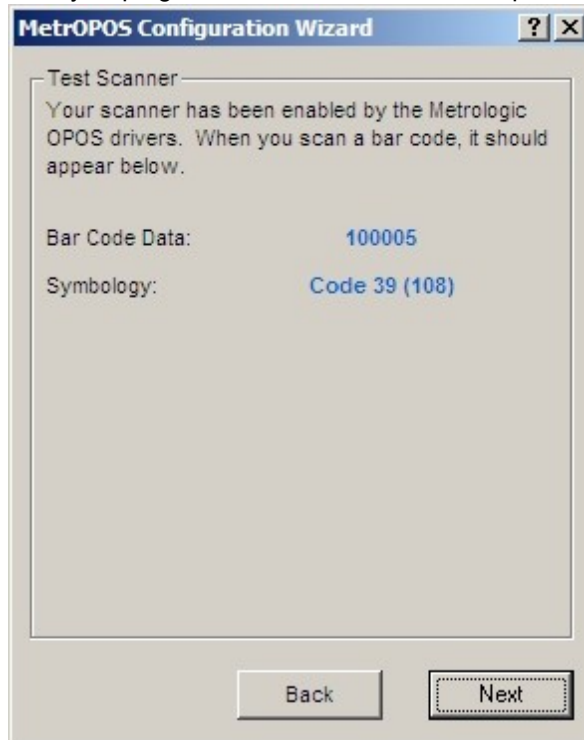 MetrOPOS Configuration Wizard
Test Scanner
Your scanner has been enabled by the Metrologic
OPOS drivers. When you scan a bar code, it should
appear below.
Bar Code Data: 100005
Symbology: Code 39 (108)
Back Next